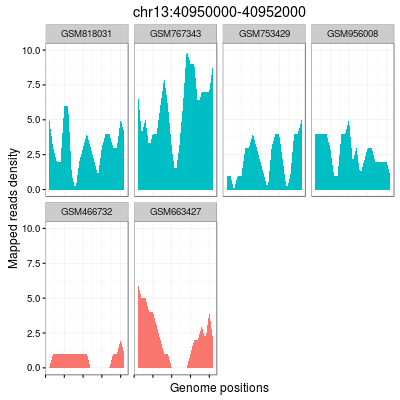 chr13:40950000-40952000
GSM818031 GSM767343 GSM753429 GSM956008
10.0
7.5
5.0
2.5
0.0
Mapped reads density
GSM466732 GSM663427
10.0
7.5
5.0
2.5
0.0
Genome positions